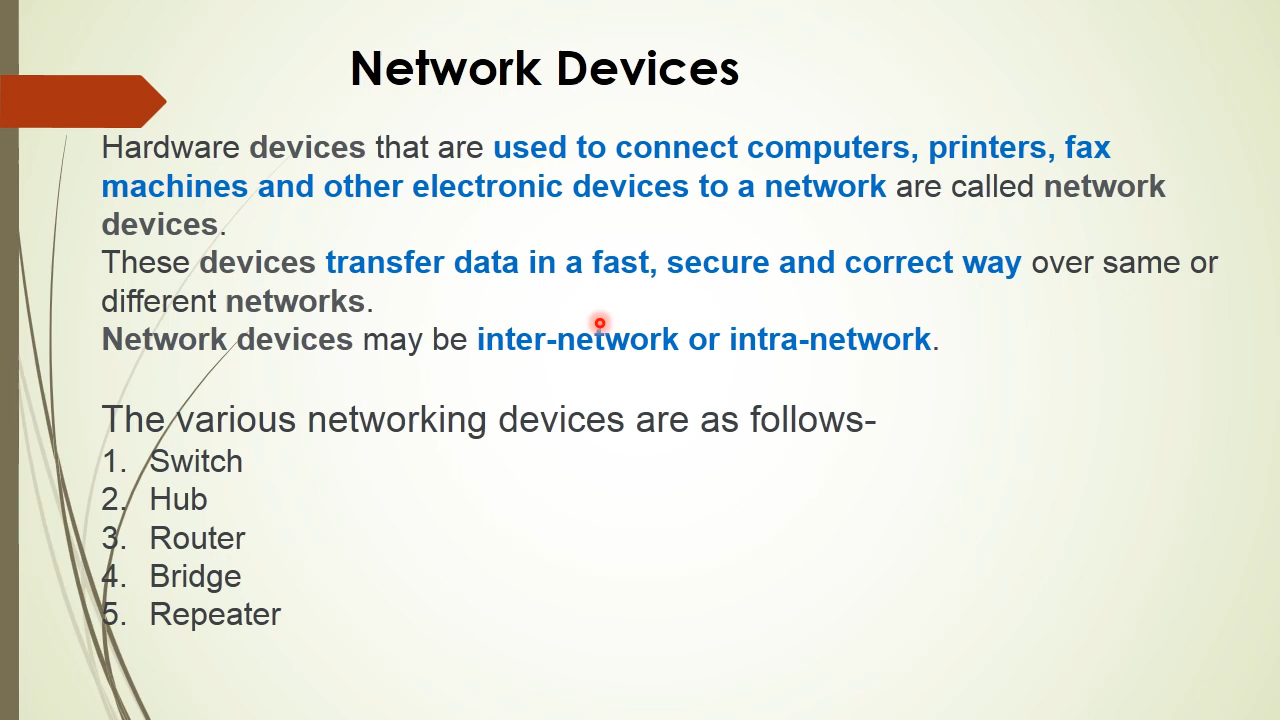 Network Devices
Hardware devices that are used to connect computers, printers, fax
machines and other electronic devices to a network are called network
devices.
These devices transfer data in a fast, secure and correct way over same or
different networks.
Network devices may be inter-network or intra-network.
The various networking devices are as follows-
1. Switch
2. Hub
3. Router
4. Bridge
5. Repeater